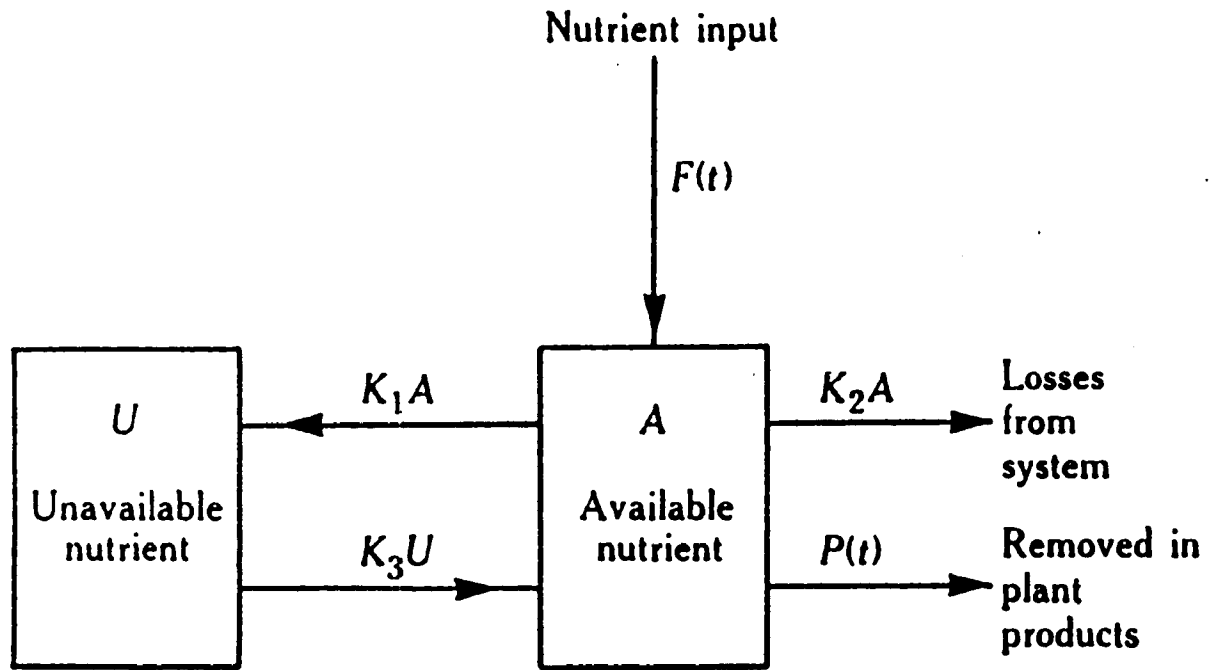 Nutrient input
F(t)
K₁A
K₂A
Losses
from
system
U
A
Unavailable
nutrient
Available
nutrient
K₃U
P(t)
Removed in
plant
products